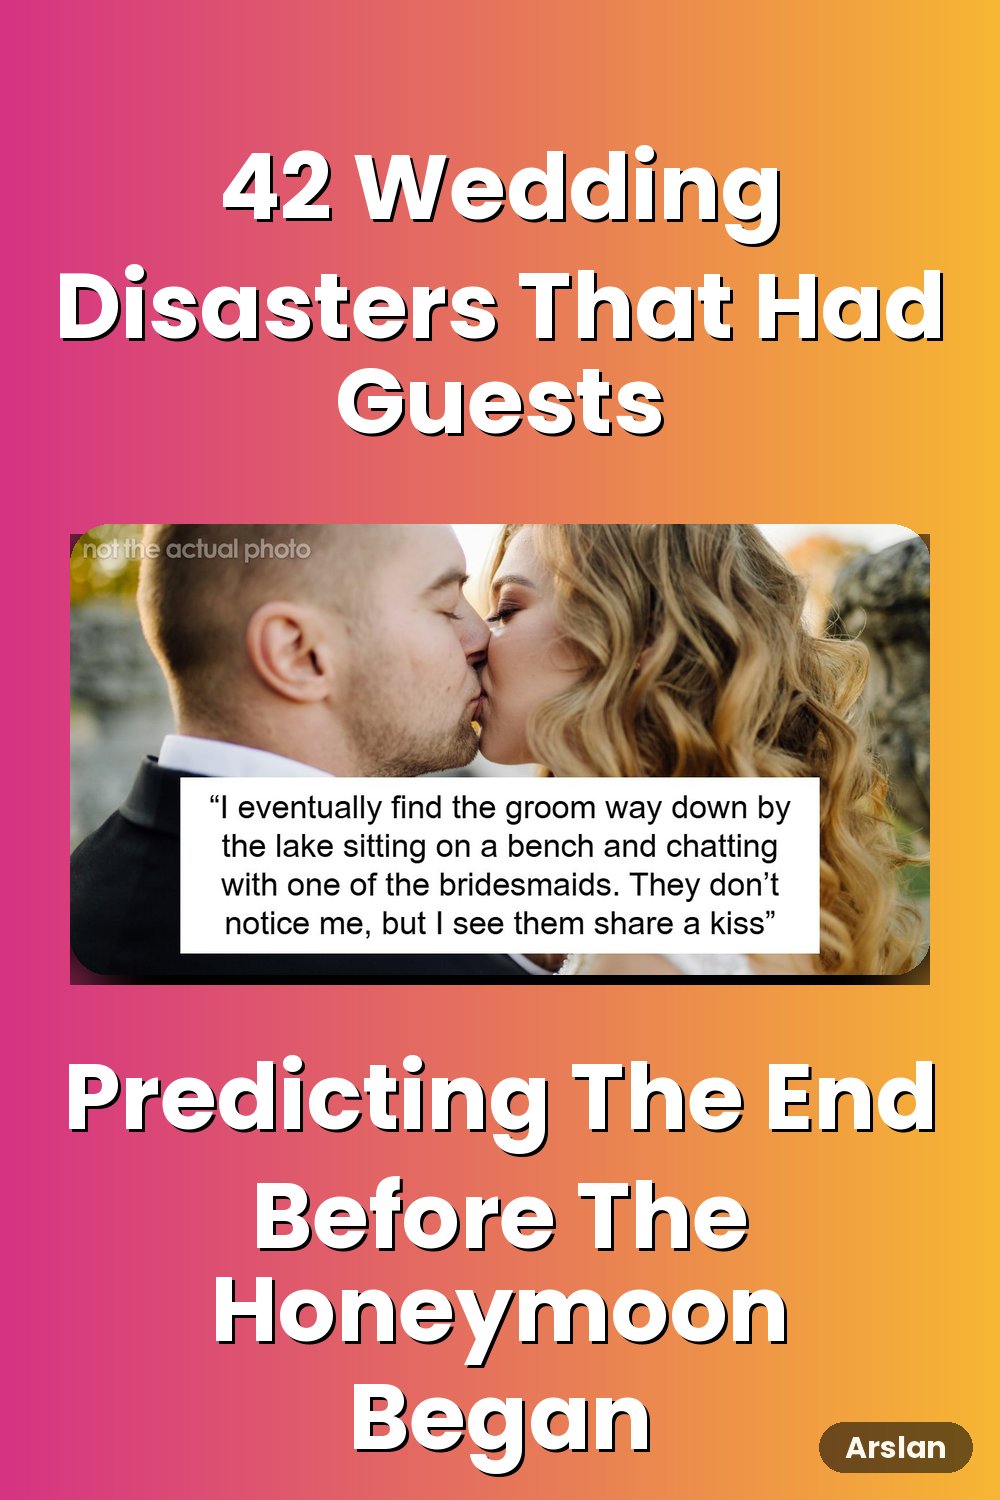 42 Wedding
Disasters That Had
Guests
not the actual photo
“I eventually find the groom way down by
the lake sitting on a bench and chatting
with one of the bridesmaids. They don’t
notice me, but I see them share a kiss”
Predicting The End
Before The
Honeymoon
Began
Arslan